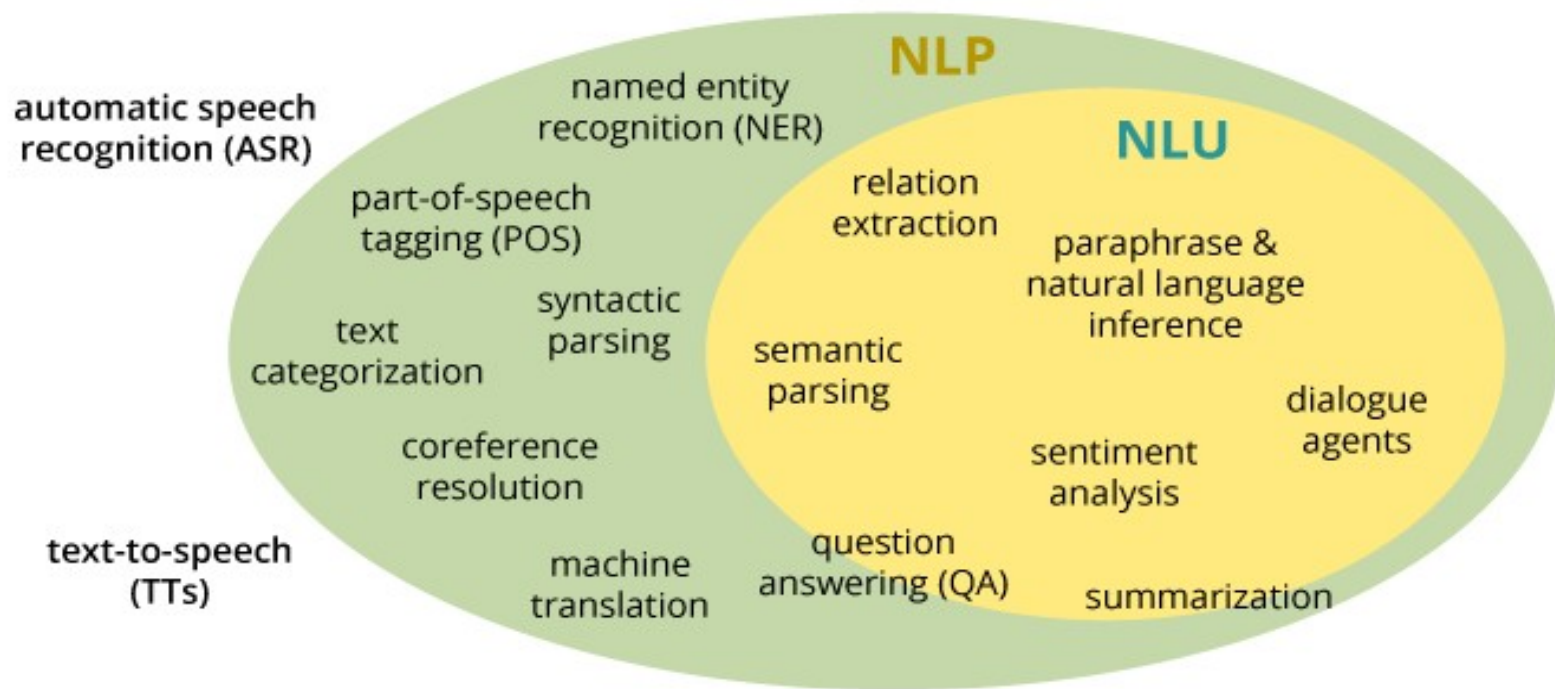 NLP
named entity
recognition (NER)
automatic speech
recognition (ASR)
NLU
relation
extraction
part-of-speech
tagging (POS)
paraphrase &
natural language
inference
syntactic
parsing
text
categorization
semantic
parsing
dialogue
agents
coreference
resolution
sentiment
analysis
text-to-speech
(TTs)
machine
translation
question
answering (QA)
summarization